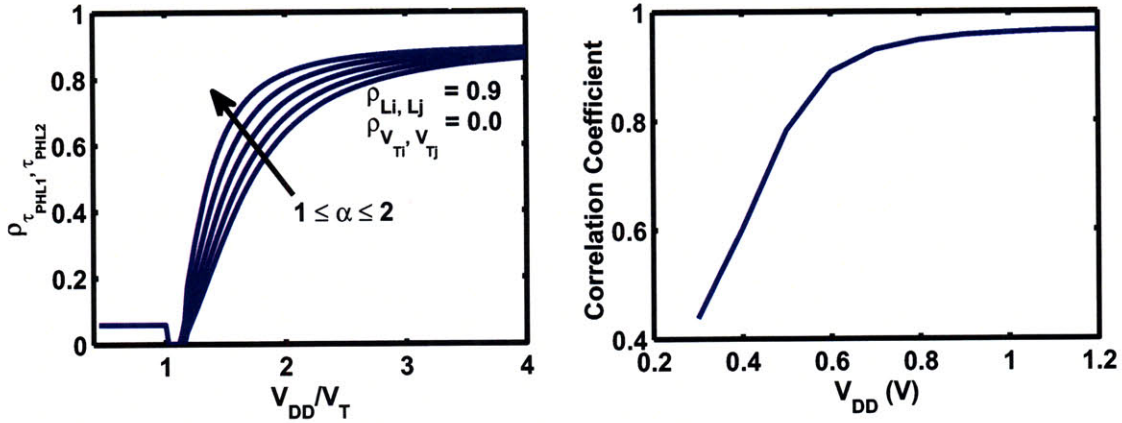 1
0.8
0.6
0.4
0.2
0
1
2
3
4
ρτPHL1, τPHL2
VDD/VT
ρLi, Lj = 0.9
ρVTi, VTj = 0.0
1 ≤ α ≤ 2
1
0.8
0.6
0.4
0.2
0.4
0.6
0.8
1
1.2
Correlation Coefficient
VDD (V)